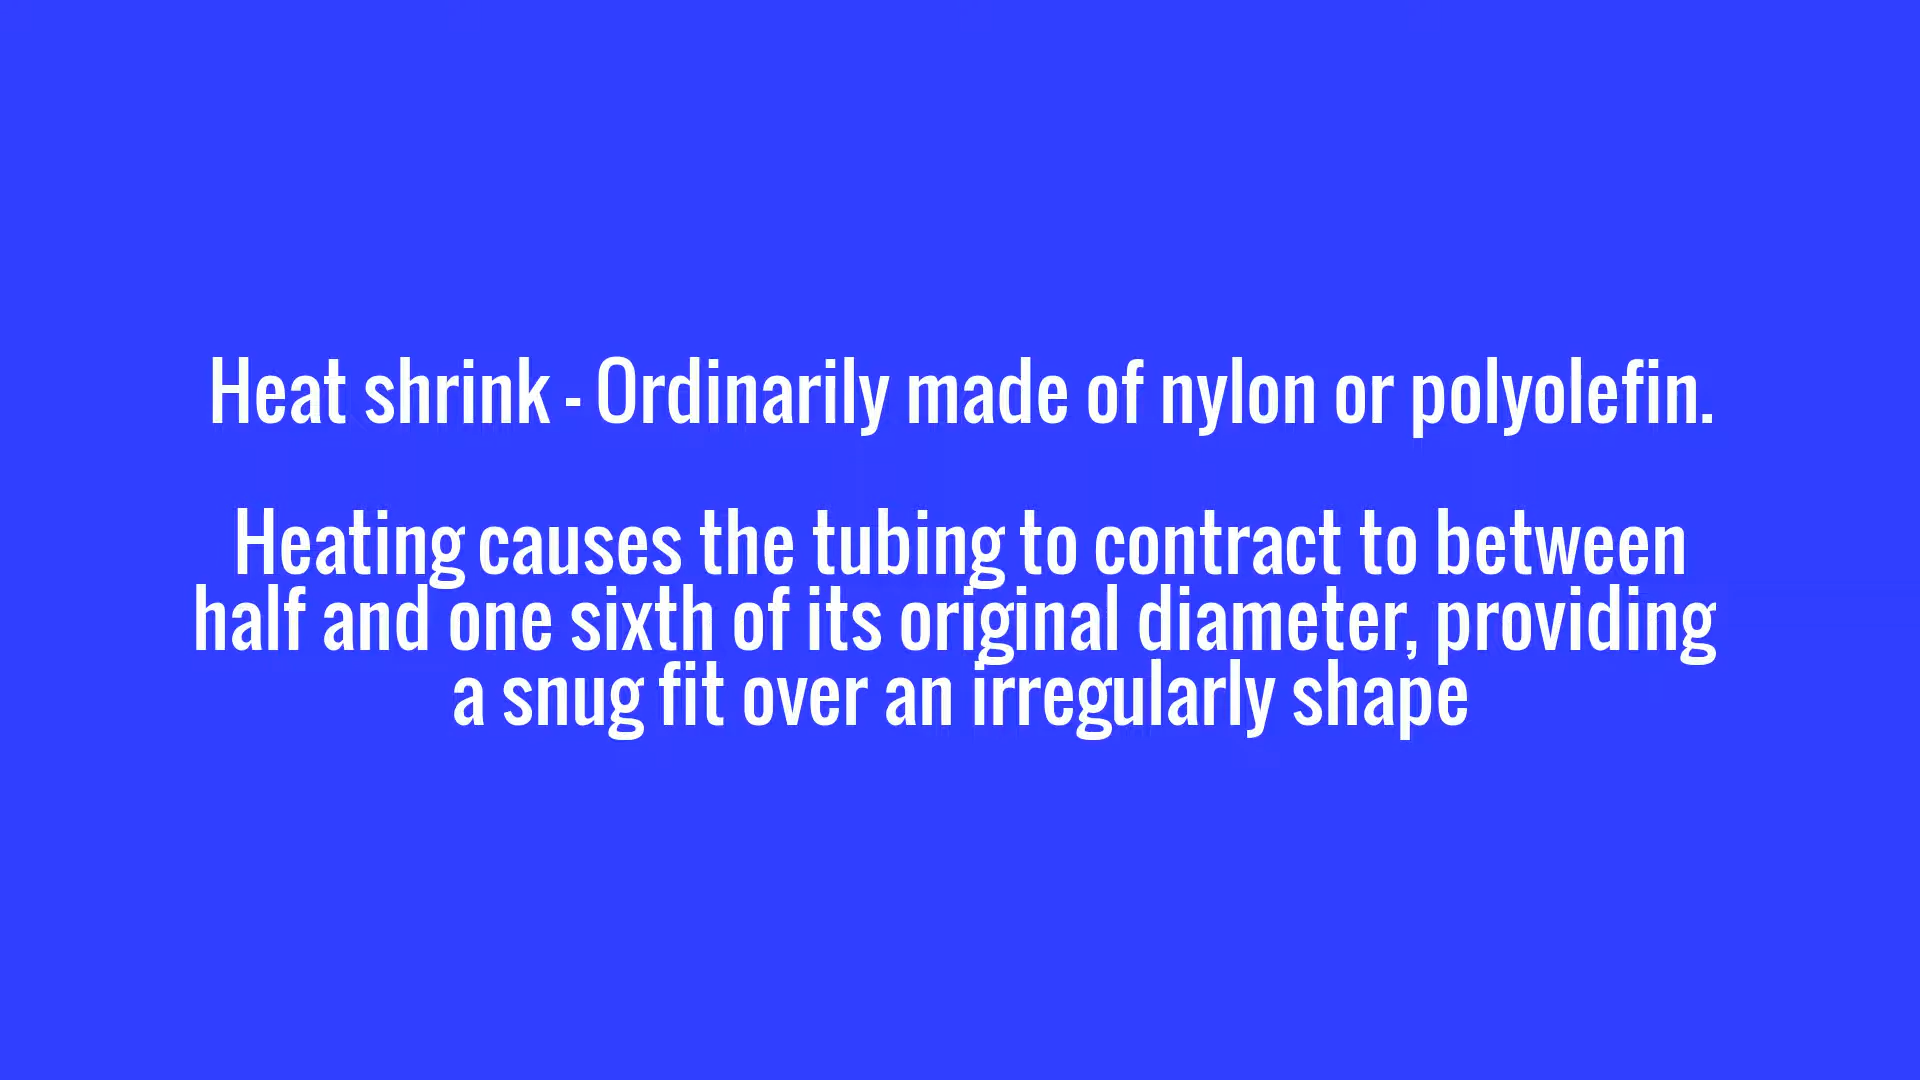 Heat shrink - Ordinarily made of nylon or polyolefin.
Heating causes the tubing to contract to between
half and one sixth of its original diameter, providing
a snug fit over an irregularly shape